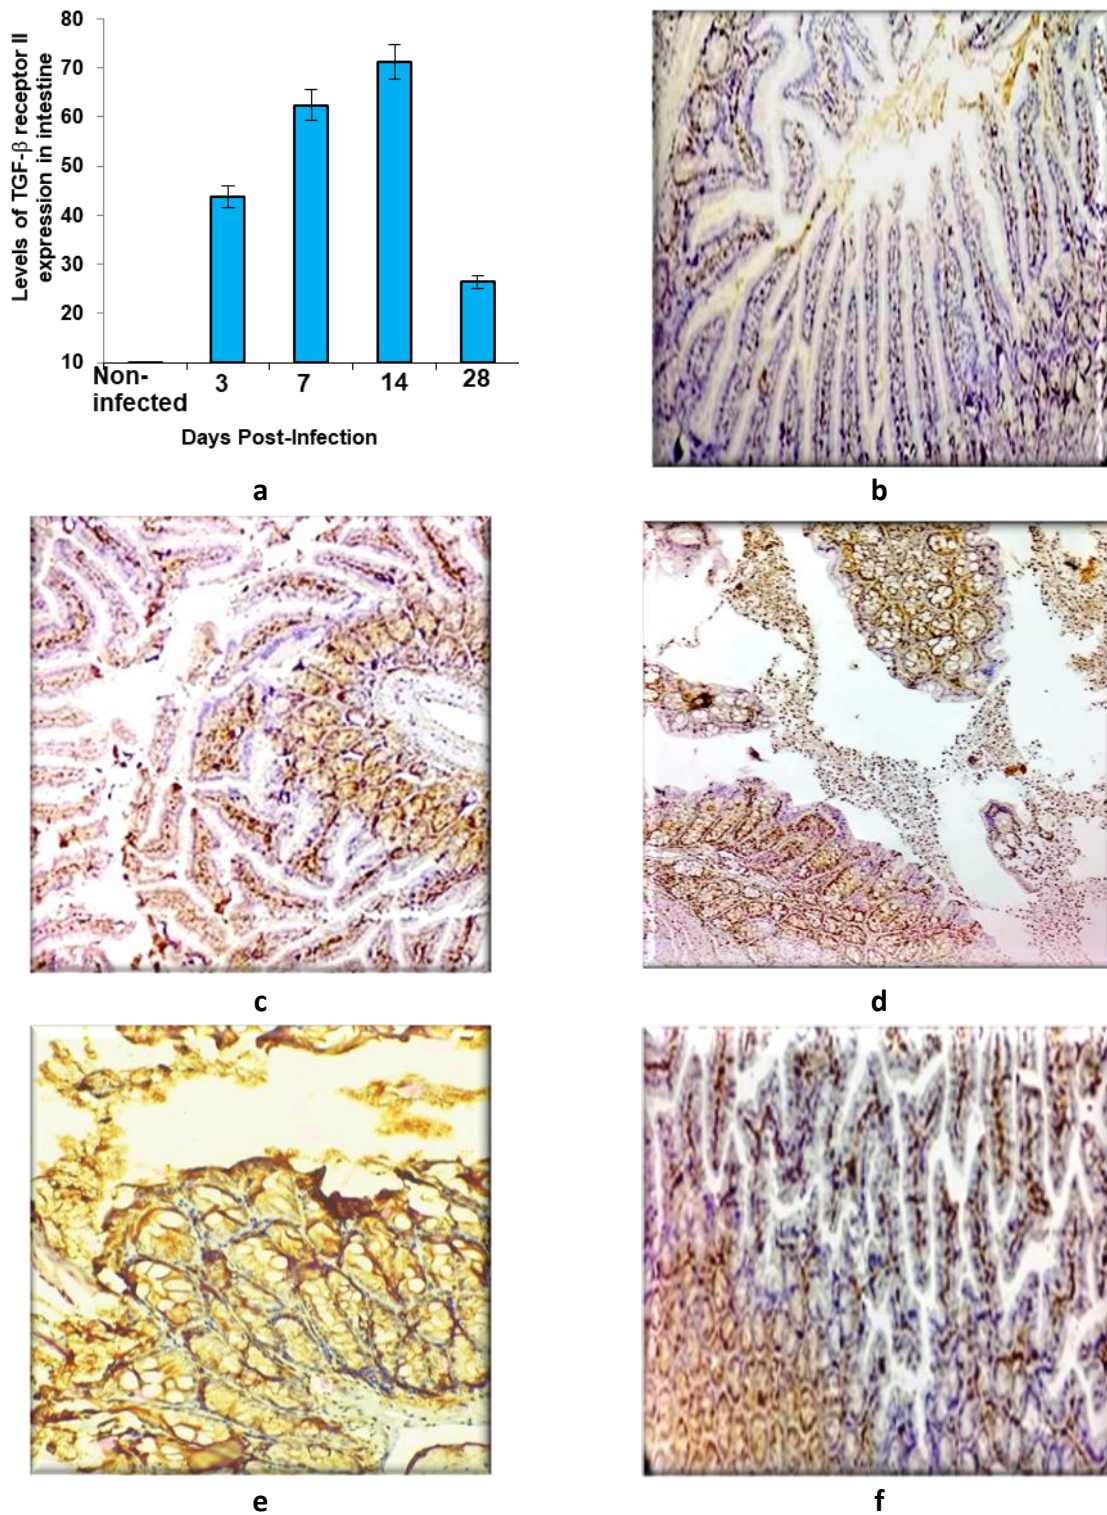 Levels of TGF-β receptor II
expression in intestine
80
70
60
50
40
30
20
10
Non-
infected
3
7
14
28
Days Post-Infection
a
b
c
d
e
f